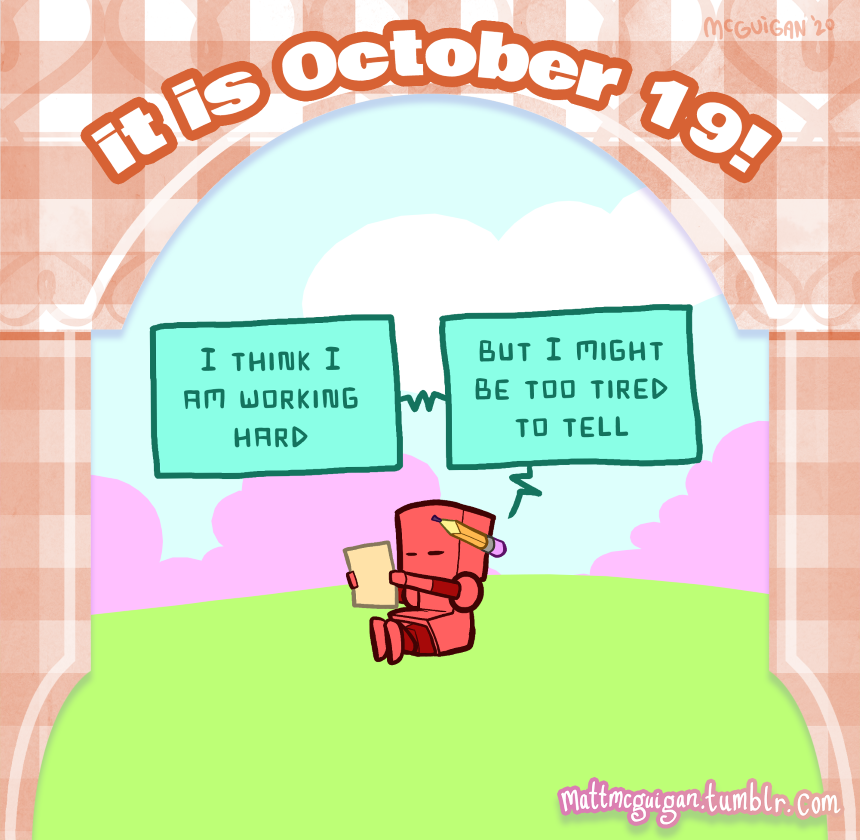 McGUiGAN '20
it is October 19!
I THINK I
AM WORKING
HARD
BUT I MIGHT
BE TOO TIRED
TO TELL
mattmcguigan.tumblr.com